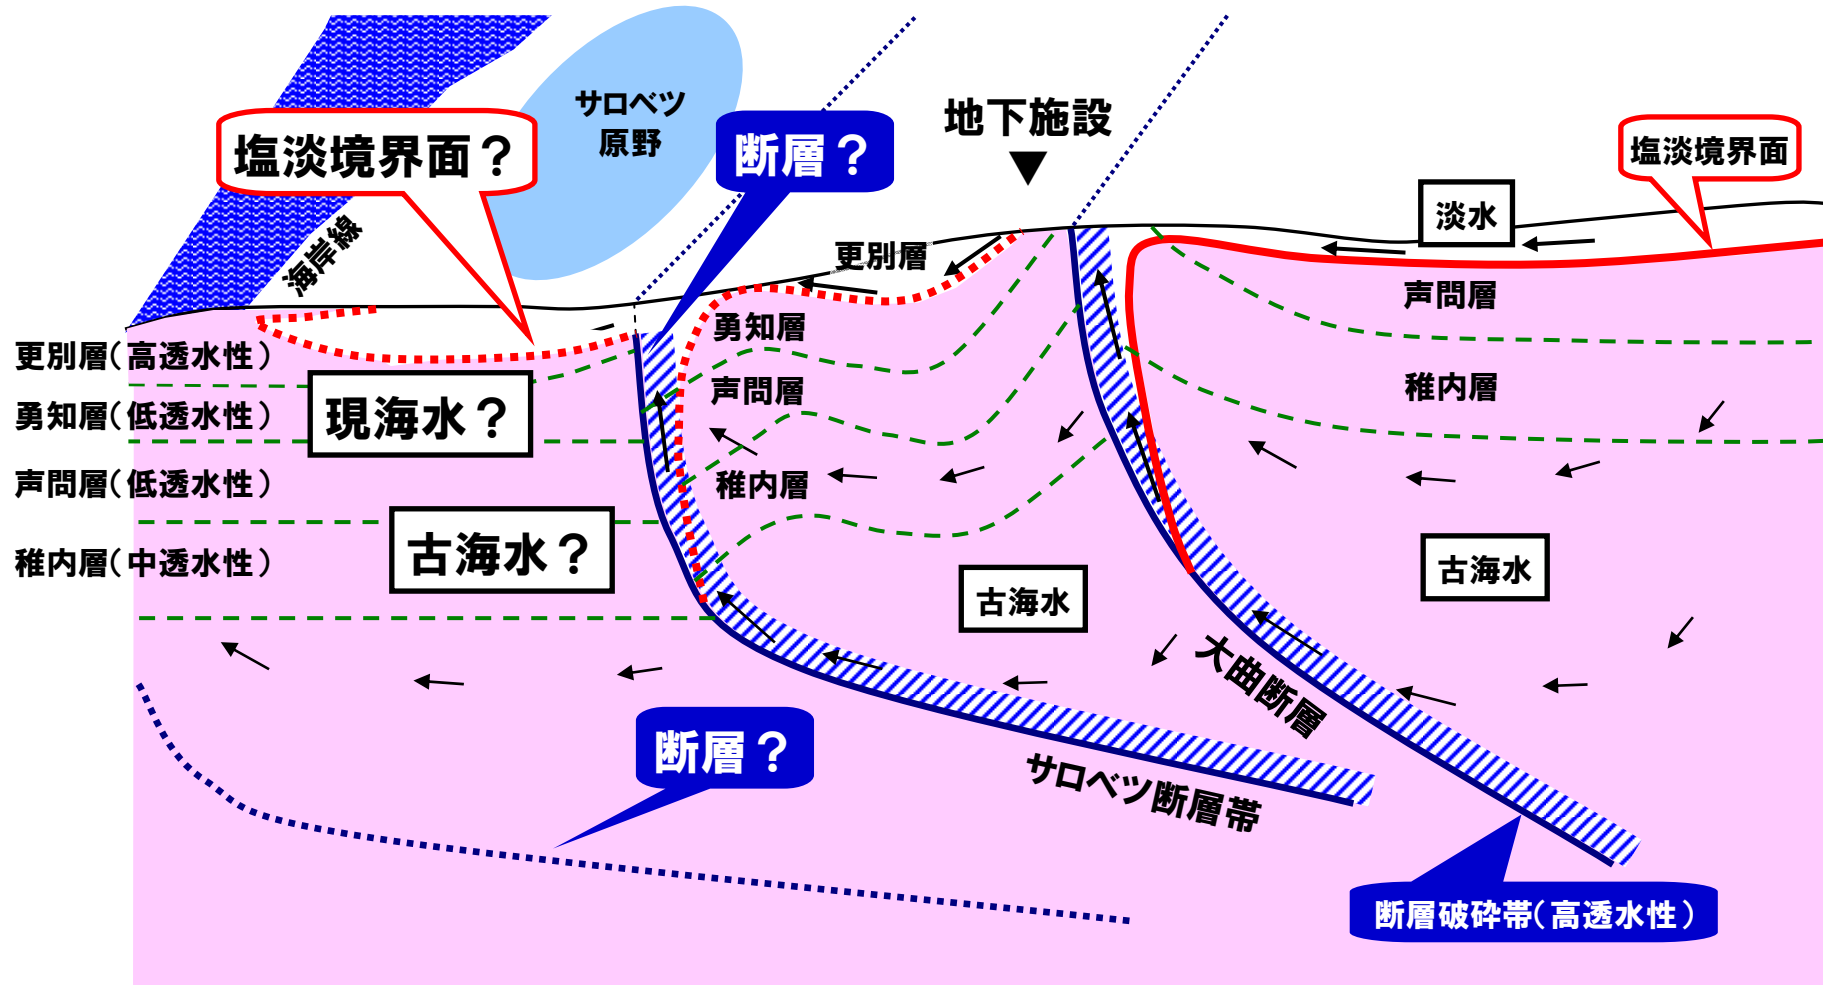 サロベツ
原野
地下施設
塩淡境界面？
断層？
塩淡境界面
淡水
海岸線
更別層
声問層
勇知層
更別層（高透水性）
声問層
稚内層
勇知層（低透水性）
現海水？
声問層（低透水性）
稚内層
古海水？
稚内層（中透水性）
古海水
古海水
大曲断層
断層？
サロベツ断層帯
断層破砕帯（高透水性）